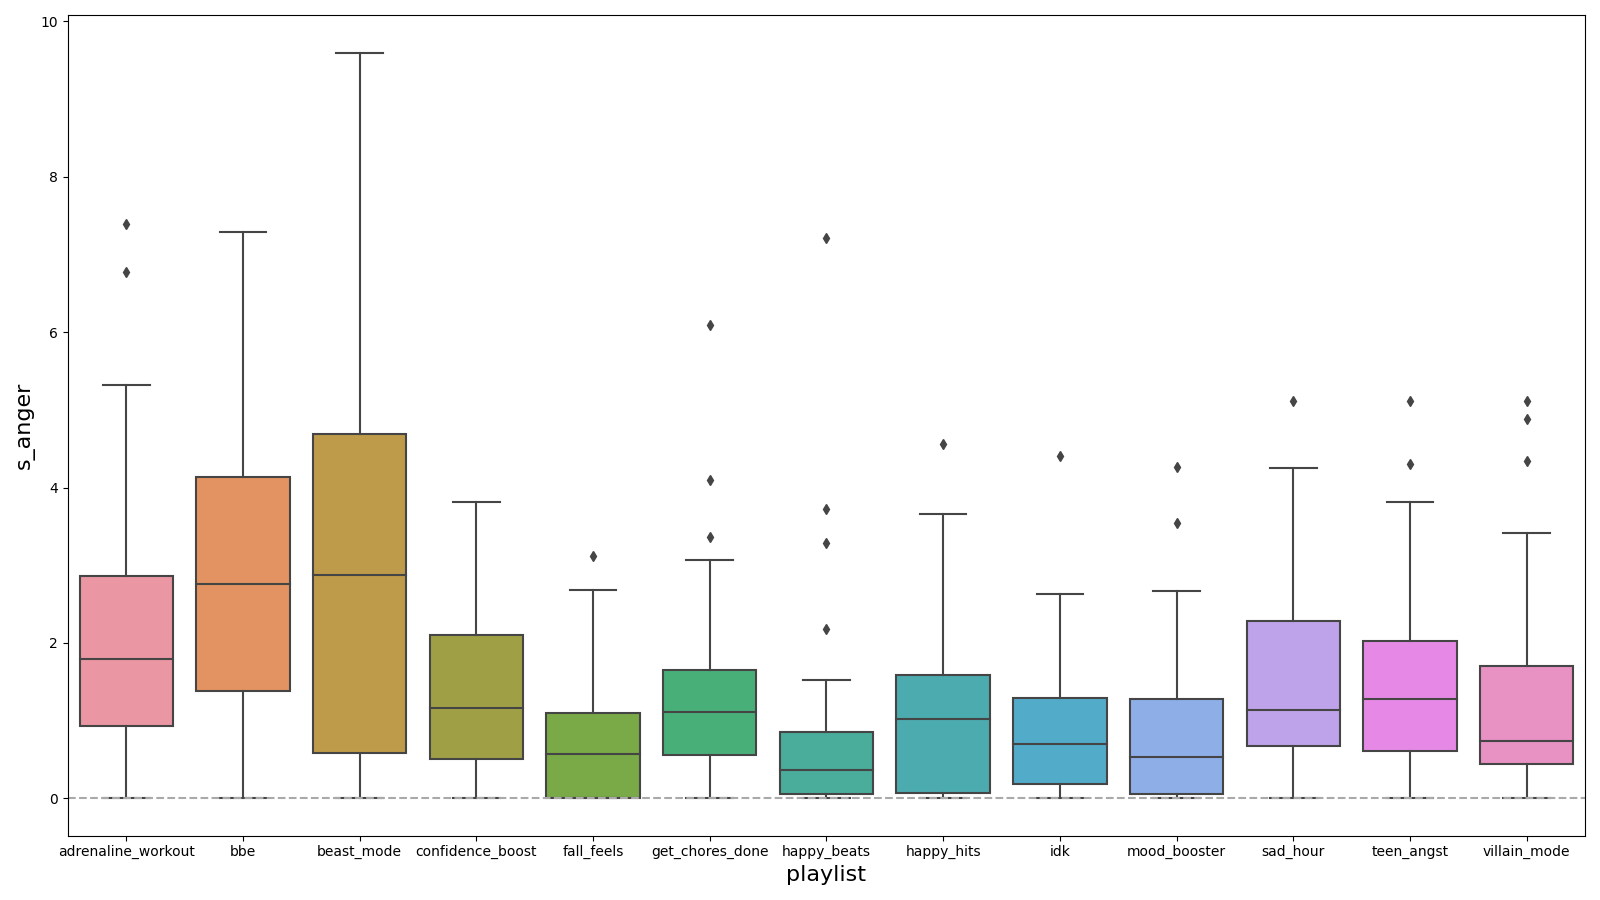 10
8
6
4
2
0
s_anger
adrenaline_workout bbe beast_mode confidence_boost fall_feels get_chores_done happy_beats happy_hits idk mood_booster sad_hour teen_angst villain_mode
playlist